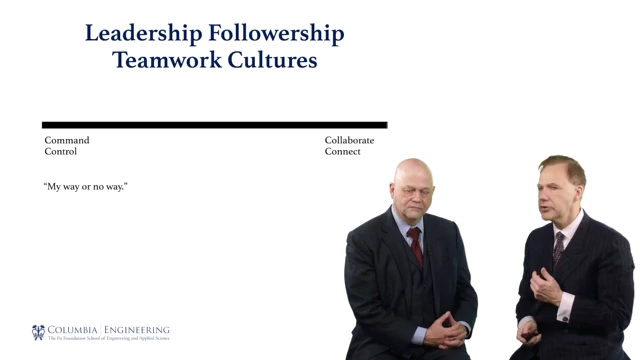 Leadership Followership
Teamwork Cultures
Command
Control
Collaborate
Connect
“My way or no way.”
COLUMBIA | ENGINEERING
The Fu Foundation School of Engineering and Applied Science